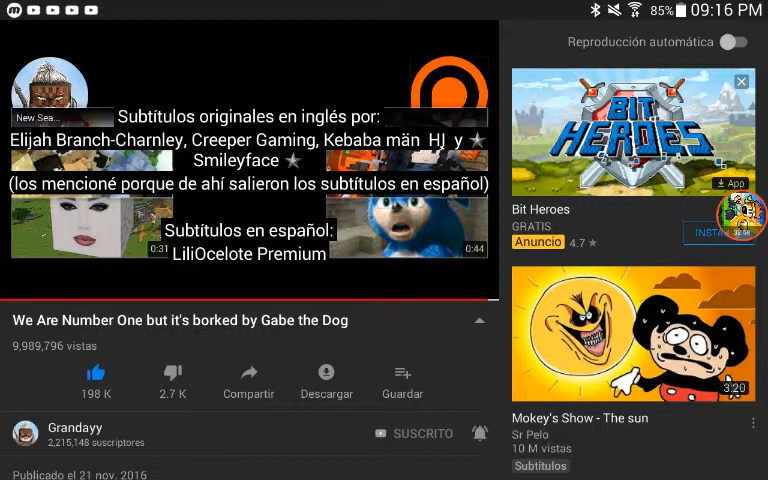 85% 09:16 PM
Reproducción automática
New Sea...
Subtítulos originales en inglés por:
Elijah Branch-Charnley, Creeper Gaming, Kebaba män HJ y ★
Smileyface ★
(los mencioné porque de ahí salieron los subtítulos en español)
Subtítulos en español:
LiliOcelote Premium
0:31
0:44
We Are Number One but it's borked by Gabe the Dog
9,989,796 vistas
198 K
2.7 K
Compartir
Descargar
Guardar
Grandayy
2,215,148 suscriptores
SUSCRITO
Publicado el 21 nov. 2016
BIT HEROES
App
Bit Heroes
GRATIS
Anuncio 4.7 ★
INSTA
3:20
Mokey's Show - The sun
Sr Pelo
10 M vistas
Subtítulos